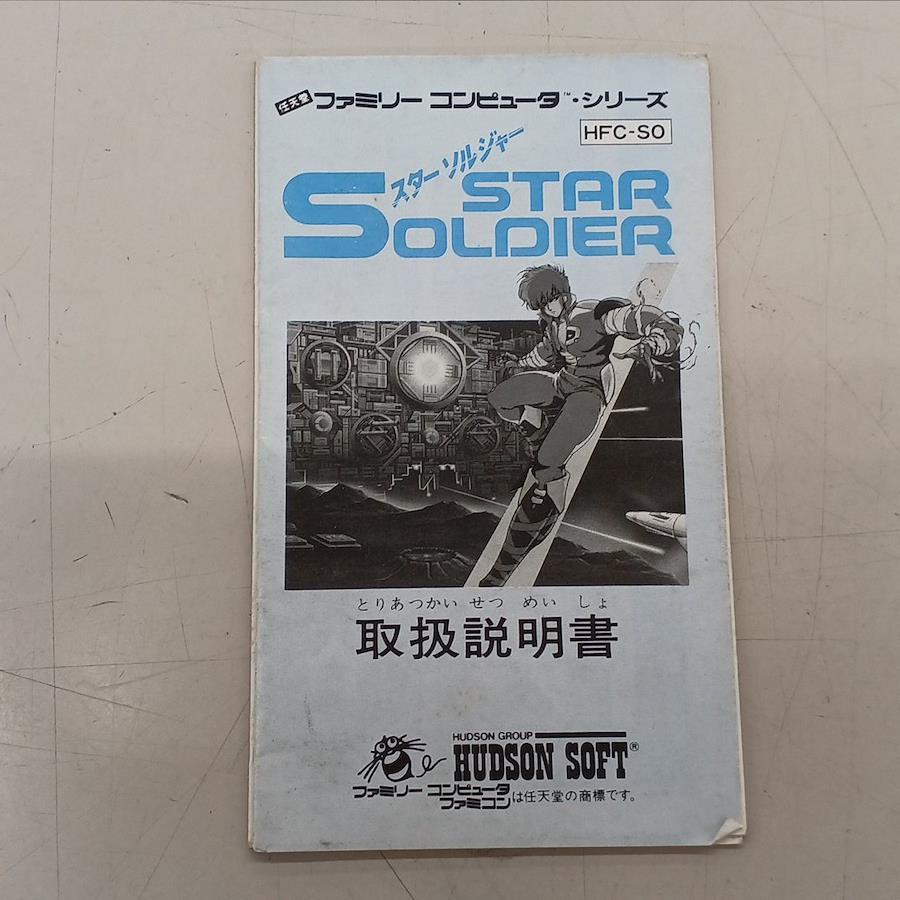 任天堂 ファミリー コンピュータ™・シリーズ
HFC-SO
スター ソルジャー
STAR
SOLDIER
とりあつかい せつ めい しょ
取扱説明書
HUDSON GROUP
HUDSON SOFT®
ファミリー コンピュータ
ファミコン は任天堂の商標です。